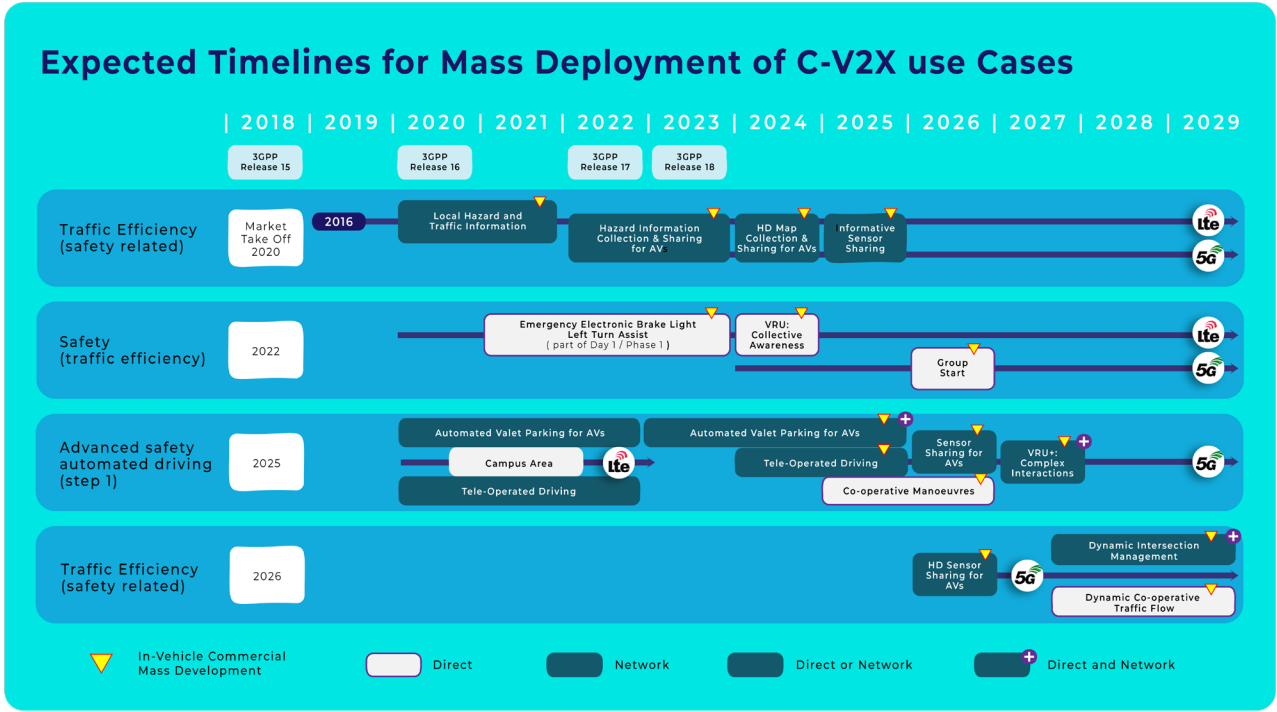 Expected Timelines for Mass Deployment of C-V2X use Cases
| 2018 | 2019 | 2020 | 2021 | 2022 | 2023 | 2024 | 2025 | 2026 | 2027 | 2028 | 2029
3GPP
Release 15
3GPP
Release 16
3GPP
Release 17
3GPP
Release 18
Traffic Efficiency
(safety related)
Market
Take Off
2020
2016
Local Hazard and
Traffic Information
Hazard Information
Collection & Sharing
for AVs
HD Map
Collection &
Sharing for AVs
Informative
Sensor
Sharing
Lte
5G
Safety
(traffic efficiency)
2022
Emergency Electronic Brake Light
Left Turn Assist
( part of Day 1 / Phase 1 )
VRU:
Collective
Awareness
Group
Start
Lte
5G
Advanced safety
automated driving
(step 1)
2025
Automated Valet Parking for AVs
Campus Area
Lte
Tele-Operated Driving
Automated Valet Parking for AVs
Tele-Operated Driving
Co-operative Manoeuvres
Sensor
Sharing for
AVs
VRU+:
Complex
Interactions
5G
Traffic Efficiency
(safety related)
2026
HD Sensor
Sharing for
AVs
5G
Dynamic Intersection
Management
Dynamic Co-operative
Traffic Flow
In-Vehicle Commercial
Mass Development
Direct
Network
Direct or Network
Direct and Network